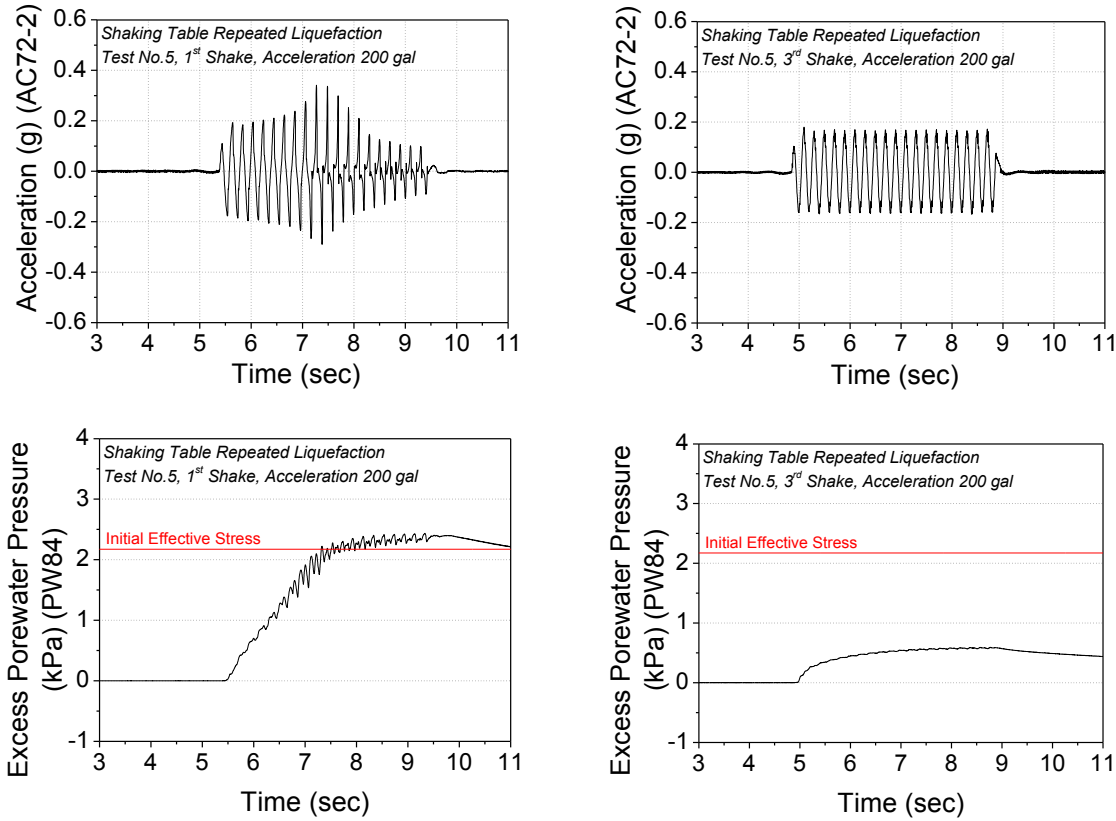 Acceleration (g) (AC72-2)
0.6
0.4
0.2
0.0
-0.2
-0.4
-0.6
Shaking Table Repeated Liquefaction
Test No.5, 1st Shake, Acceleration 200 gal
3 4 5 6 7 8 9 10 11
Time (sec)
Acceleration (g) (AC72-2)
0.6
0.4
0.2
0.0
-0.2
-0.4
-0.6
Shaking Table Repeated Liquefaction
Test No.5, 3rd Shake, Acceleration 200 gal
3 4 5 6 7 8 9 10 11
Time (sec)
Excess Porewater Pressure
(kPa) (PW84)
4
3
2
1
0
-1
Shaking Table Repeated Liquefaction
Test No.5, 1st Shake, Acceleration 200 gal
Initial Effective Stress
3 4 5 6 7 8 9 10 11
Time (sec)
Excess Porewater Pressure
(kPa) (PW84)
4
3
2
1
0
-1
Shaking Table Repeated Liquefaction
Test No.5, 3rd Shake, Acceleration 200 gal
Initial Effective Stress
3 4 5 6 7 8 9 10 11
Time (sec)